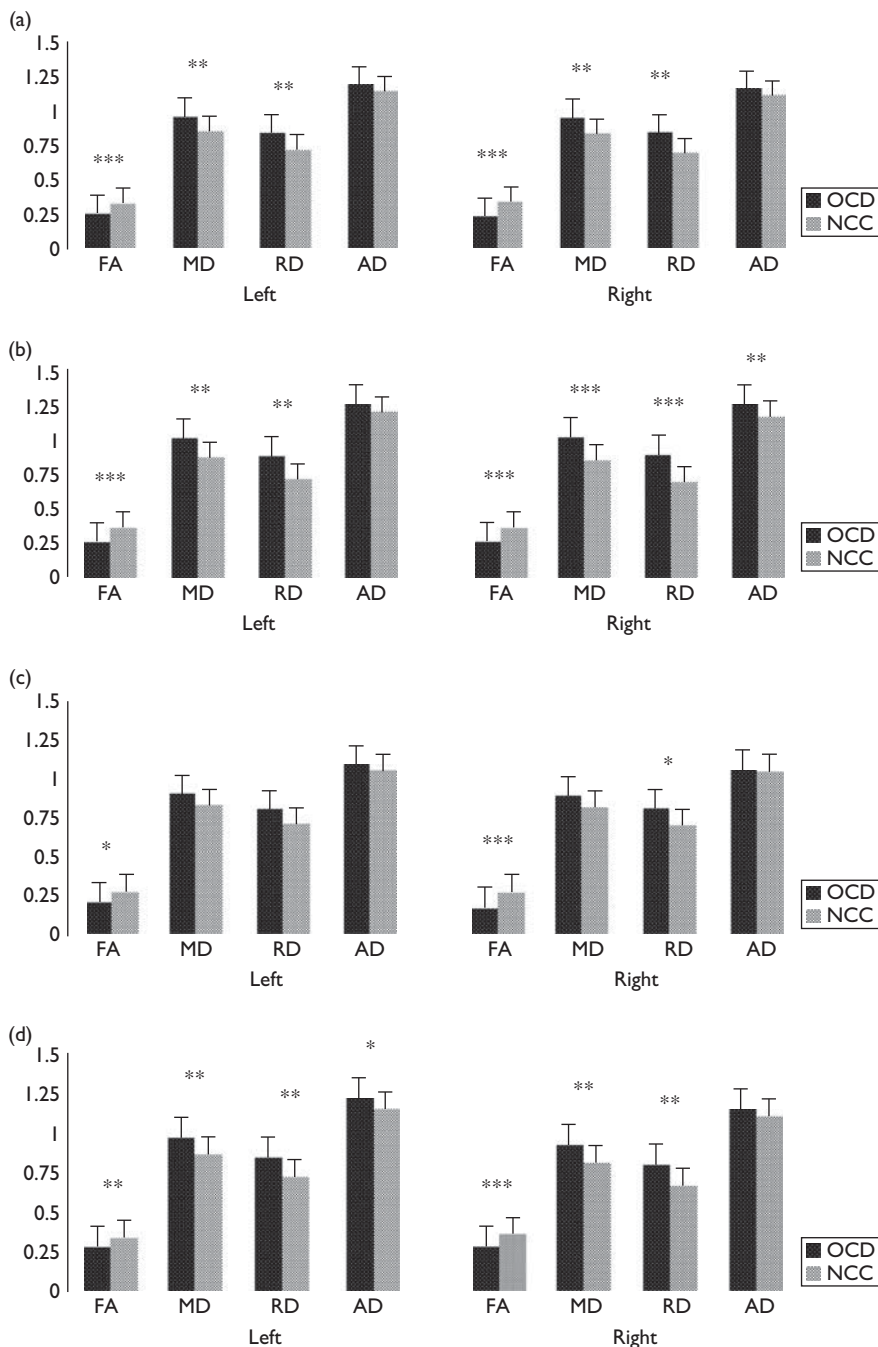 (a)
1.5
1.25
1
0.75
0.5
0.25
0
*** ** ** *** ** **
FA MD RD AD FA MD RD AD
Left Right
OCD
NCC
(b)
1.5
1.25
1
0.75
0.5
0.25
0
*** ** ** *** *** *** **
FA MD RD AD FA MD RD AD
Left Right
OCD
NCC
(c)
1.5
1.25
1
0.75
0.5
0.25
0
* *** *
FA MD RD AD FA MD RD AD
Left Right
OCD
NCC
(d)
1.5
1.25
1
0.75
0.5
0.25
0
** ** ** * *** ** **
FA MD RD AD FA MD RD AD
Left Right
OCD
NCC